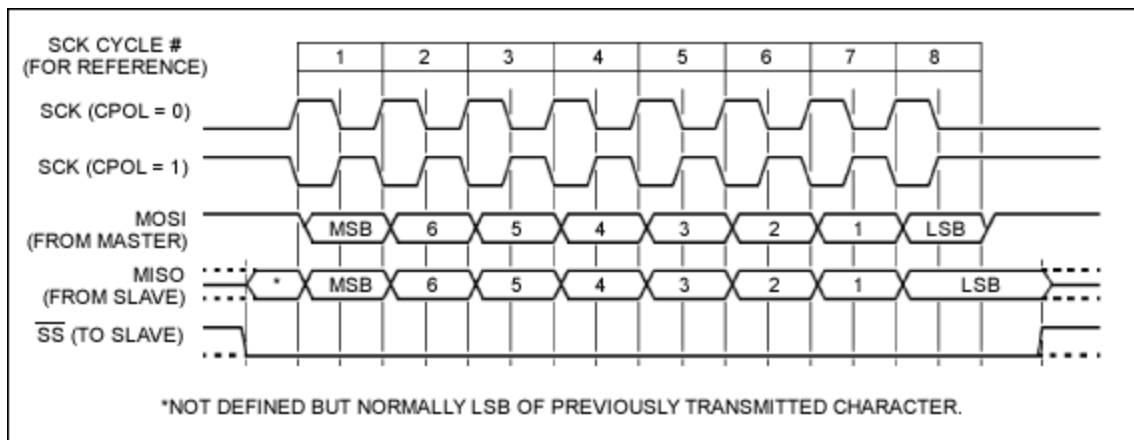 SCK CYCLE #
(FOR REFERENCE)
1 2 3 4 5 6 7 8
SCK (CPOL = 0)
SCK (CPOL = 1)
MOSI
(FROM MASTER)
MSB 6 5 4 3 2 1 LSB
MISO
(FROM SLAVE)
* MSB 6 5 4 3 2 1 LSB
SS (TO SLAVE)
*NOT DEFINED BUT NORMALLY LSB OF PREVIOUSLY TRANSMITTED CHARACTER.